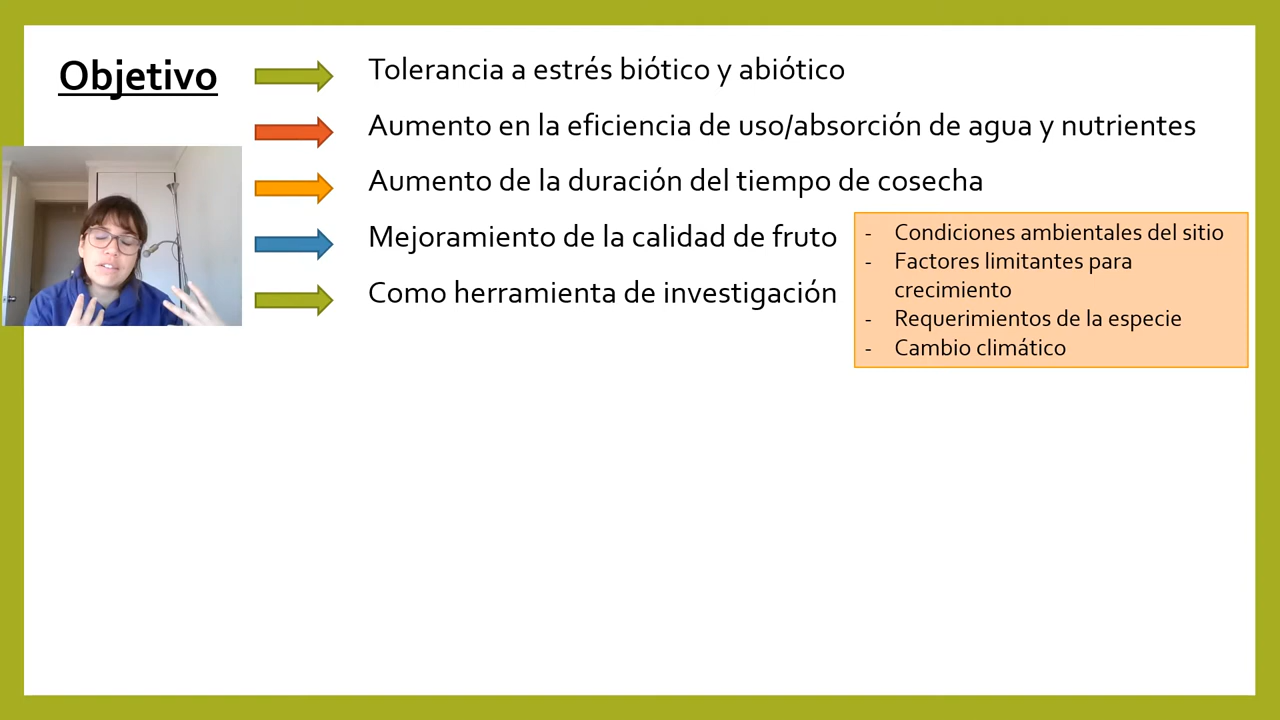 Objetivo
Tolerancia a estrés biótico y abiótico
Aumento en la eficiencia de uso/absorción de agua y nutrientes
Aumento de la duración del tiempo de cosecha
Mejoramiento de la calidad de fruto
Como herramienta de investigación
- Condiciones ambientales del sitio
- Factores limitantes para
crecimiento
- Requerimientos de la especie
- Cambio climático